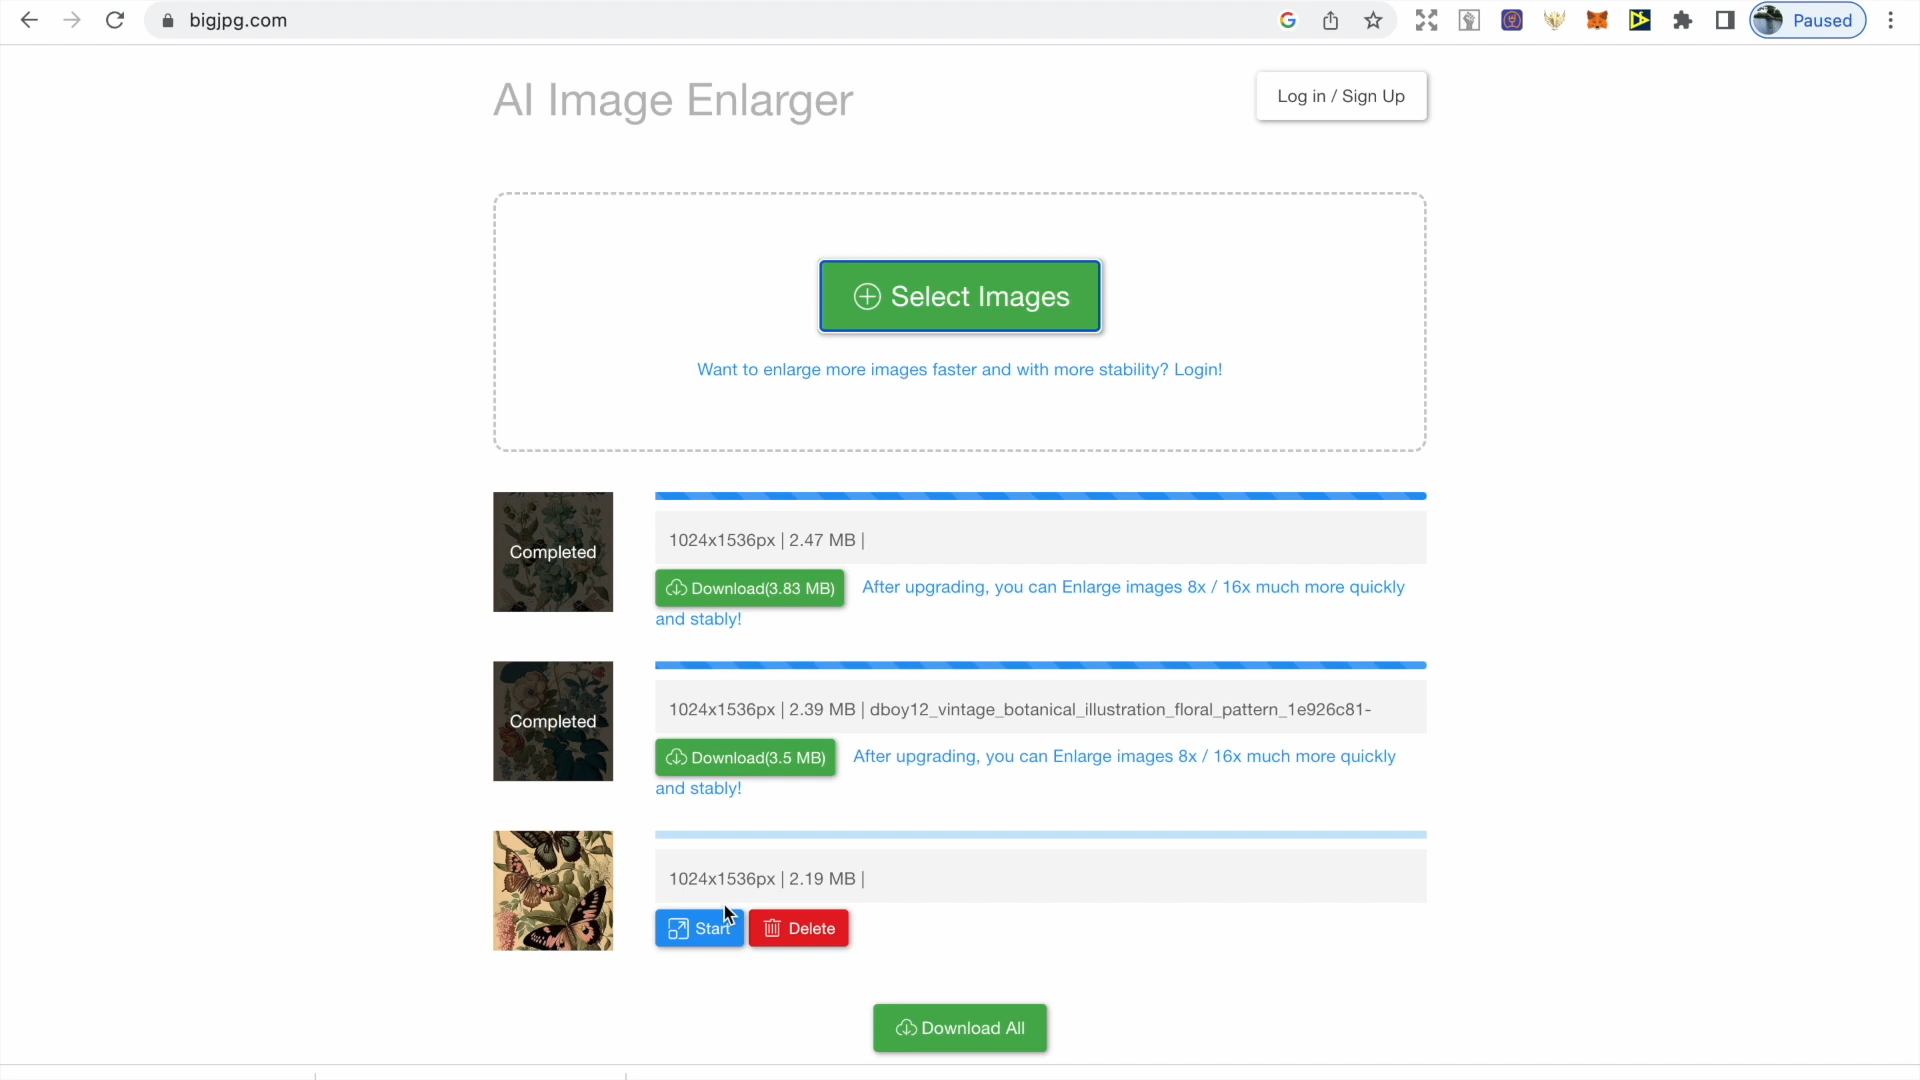 bigjpg.com
Paused
AI Image Enlarger
Log in / Sign Up
Select Images
Want to enlarge more images faster and with more stability? Login!
Completed
1024x1536px | 2.47 MB |
Download(3.83 MB)
After upgrading, you can Enlarge images 8x / 16x much more quickly
and stably!
Completed
1024x1536px | 2.39 MB | dboy12_vintage_botanical_illustration_floral_pattern_1e926c81-
Download(3.5 MB)
After upgrading, you can Enlarge images 8x / 16x much more quickly
and stably!
1024x1536px | 2.19 MB |
Start
Delete
Download All